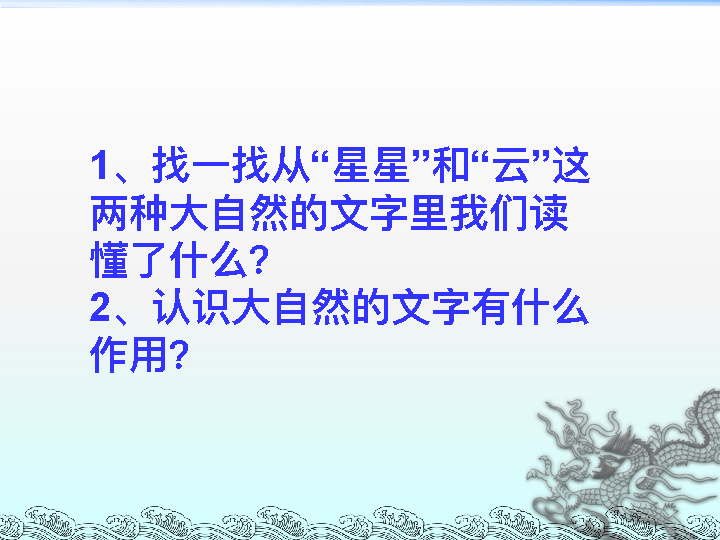 1、找一找从“星星”和“云”这
两种大自然的文字里我们读
懂了什么?
2、认识大自然的文字有什么
作用?